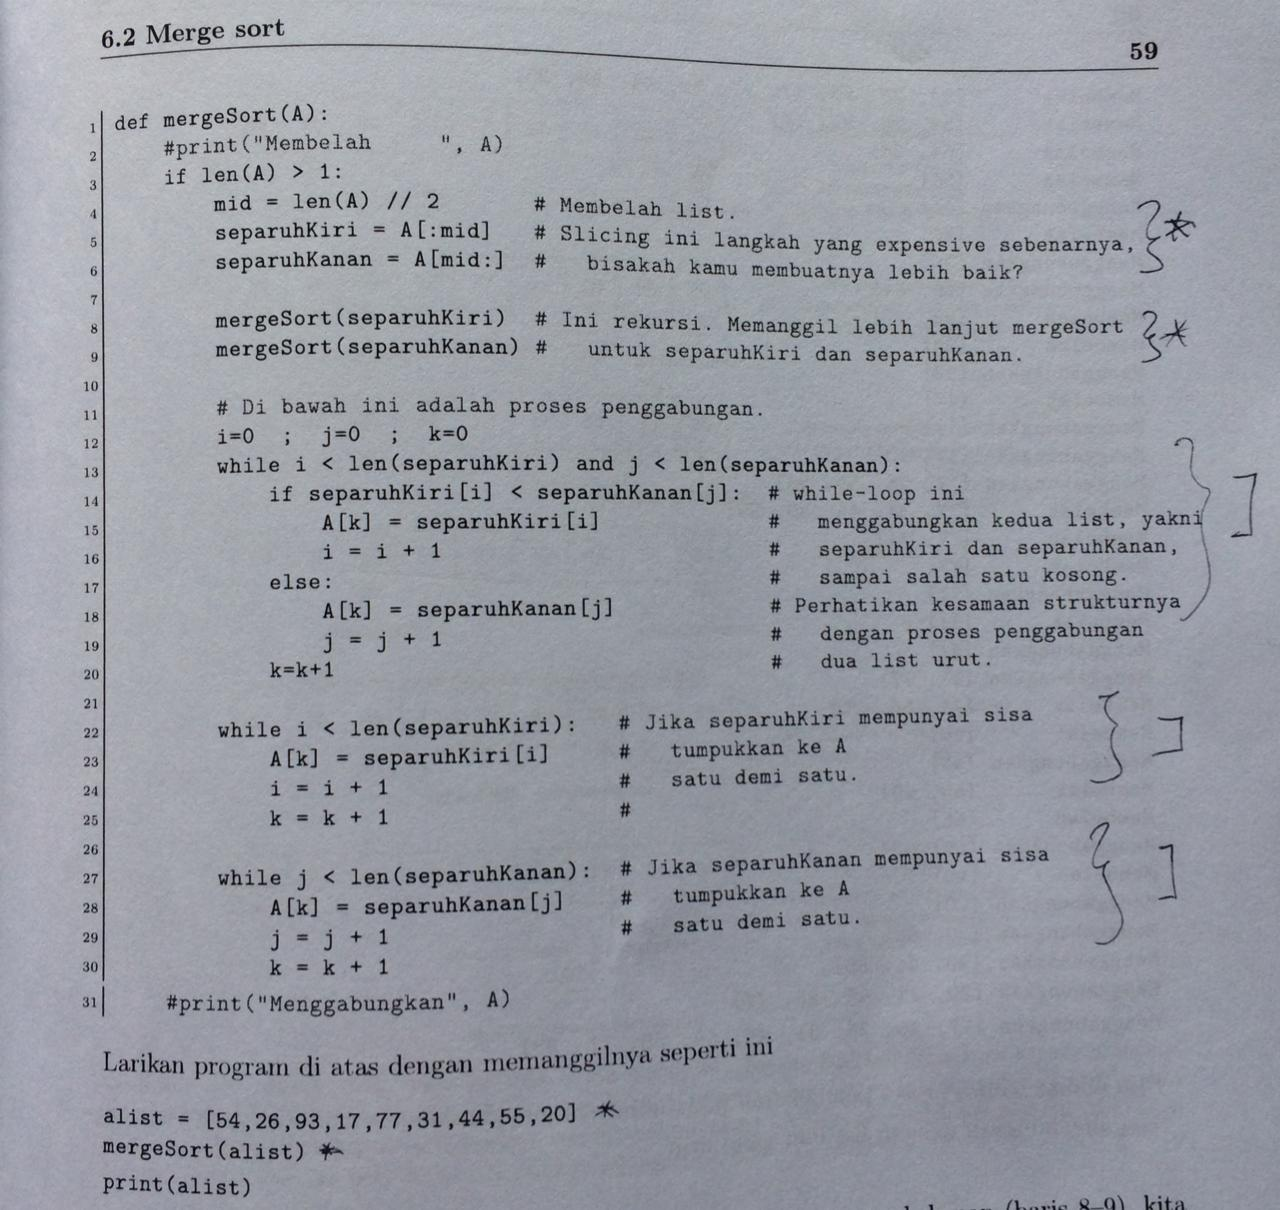 6.2 Merge sort
59
1 def mergeSort(A):
2     #print("Membelah      ", A)
3     if len(A) > 1:
4         mid = len(A) // 2       # Membelah list.
5         separuhKiri = A[:mid]   # Slicing ini langkah yang expensive sebenarnya,
6         separuhKanan = A[mid:]  #   bisakah kamu membuatnya lebih baik?
7
8         mergeSort(separuhKiri)  # Ini rekursi. Memanggil lebih lanjut mergeSort
9         mergeSort(separuhKanan) #   untuk separuhKiri dan separuhKanan.
10
11         # Di bawah ini adalah proses penggabungan.
12         i=0  ;  j=0  ;  k=0
13         while i < len(separuhKiri) and j < len(separuhKanan):
14             if separuhKiri[i] < separuhKanan[j]:  # while-loop ini
15                 A[k] = separuhKiri[i]             #   menggabungkan kedua list, yakni
16                 i = i + 1                         #   separuhKiri dan separuhKanan,
17             else:                                 #   sampai salah satu kosong.
18                 A[k] = separuhKanan[j]            # Perhatikan kesamaan strukturnya
19                 j = j + 1                         #   dengan proses penggabungan
20             k=k+1                                 #   dua list urut.
21
22         while i < len(separuhKiri):   # Jika separuhKiri mempunyai sisa
23             A[k] = separuhKiri[i]     #   tumpukkan ke A
24             i = i + 1                 #   satu demi satu.
25             k = k + 1                 #
26
27         while j < len(separuhKanan):  # Jika separuhKanan mempunyai sisa
28             A[k] = separuhKanan[j]    #   tumpukkan ke A
29             j = j + 1                 #   satu demi satu.
30             k = k + 1
31     #print("Menggabungkan", A)
Larikan program di atas dengan memanggilnya seperti ini
alist = [54,26,93,17,77,31,44,55,20]
mergeSort(alist)
print(alist)
(baris 8–9) kita